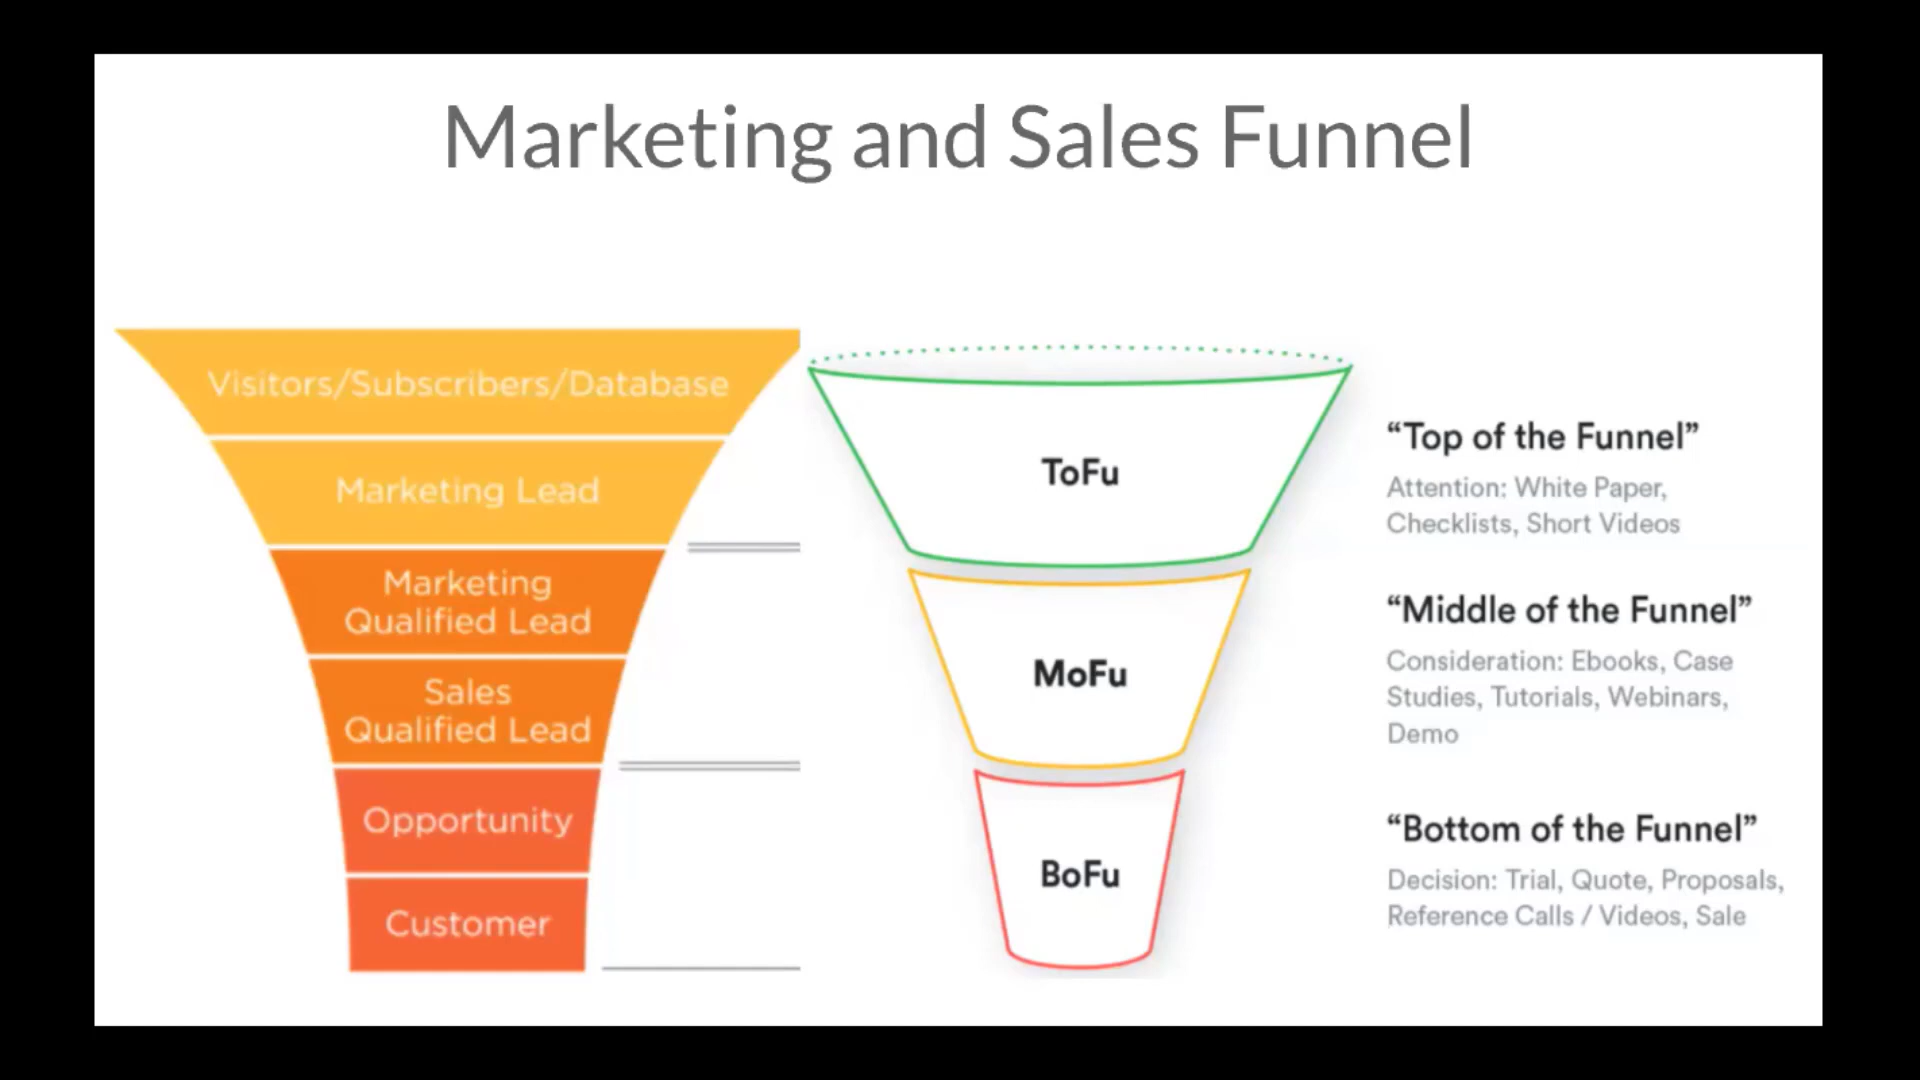 Marketing and Sales Funnel
Visitors/Subscribers/Database
Marketing Lead
Marketing
Qualified Lead
Sales
Qualified Lead
Opportunity
Customer
ToFu
MoFu
BoFu
“Top of the Funnel”
Attention: White Paper,
Checklists, Short Videos
“Middle of the Funnel”
Consideration: Ebooks, Case
Studies, Tutorials, Webinars,
Demo
“Bottom of the Funnel”
Decision: Trial, Quote, Proposals,
Reference Calls / Videos, Sale